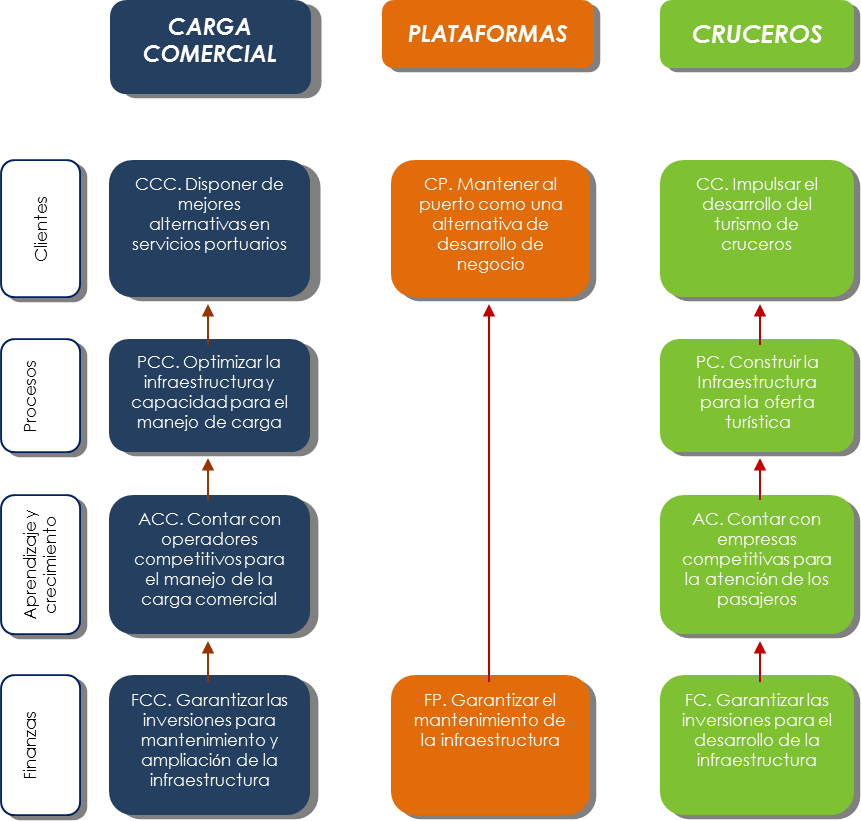 CARGA
COMERCIAL
PLATAFORMAS
CRUCEROS
Clientes
CCC. Disponer de
mejores
alternativas en
servicios portuarios
CP. Mantener al
puerto como una
alternativa de
desarrollo de
negocio
CC. Impulsar el
desarrollo del
turismo de
cruceros
Procesos
PCC. Optimizar la
infraestructura y
capacidad para el
manejo de carga
PC. Construir la
Infraestructura
para la oferta
turística
Aprendizaje y
crecimiento
ACC. Contar con
operadores
competitivos para
el manejo de la
carga comercial
AC. Contar con
empresas
competitivas para
la atención de los
pasajeros
Finanzas
FCC. Garantizar las
inversiones para
mantenimiento y
ampliación de la
infraestructura
FP. Garantizar el
mantenimiento de
la infraestructura
FC. Garantizar las
inversiones para el
desarrollo de la
infraestructura